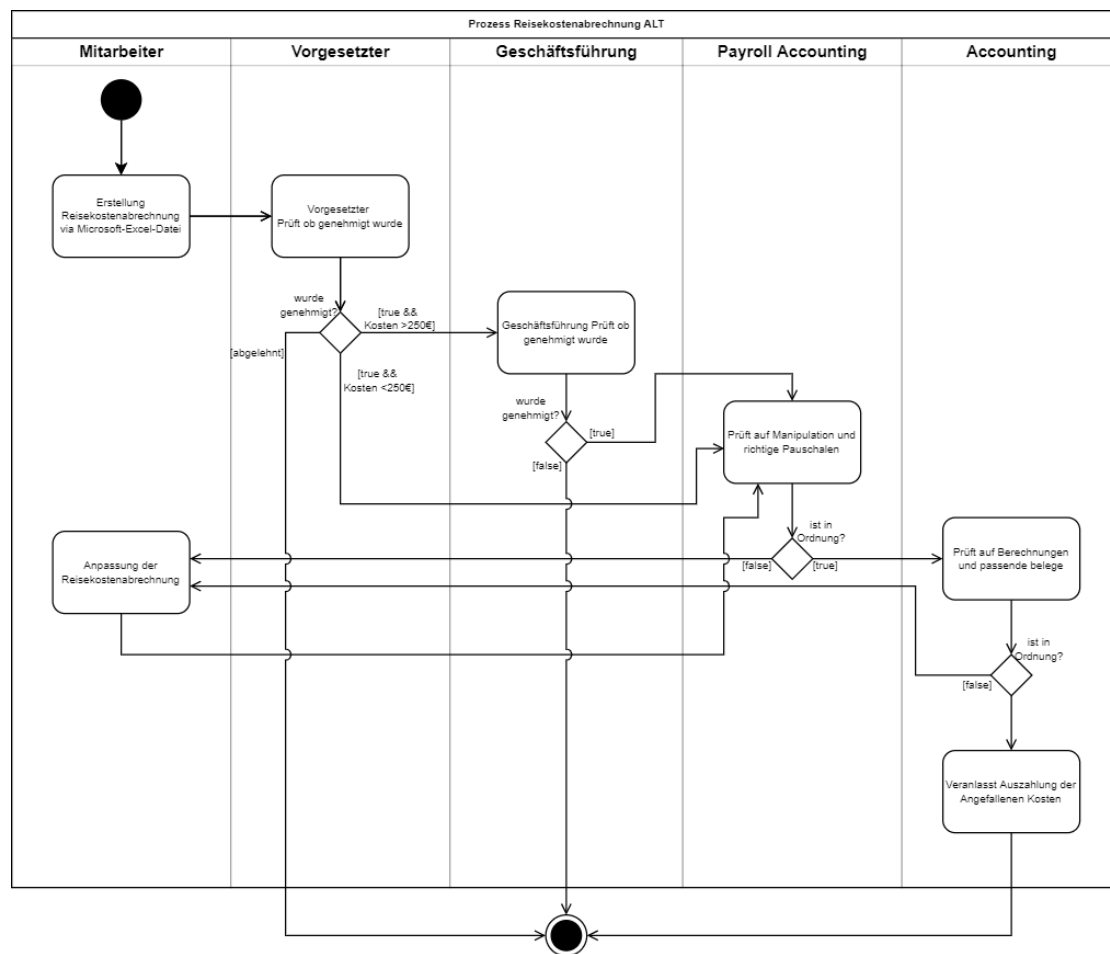 Prozess Reisekostenabrechnung ALT
Mitarbeiter
Vorgesetzter
Geschäftsführung
Payroll Accounting
Accounting
Erstellung
Reisekostenabrechnung
via Microsoft-Excel-Datei
Vorgesetzter
Prüft ob genehmigt wurde
wurde
genehmigt?
[true &&
Kosten >250€]
[abgelehnt]
[true &&
Kosten <250€]
Geschäftsführung Prüft ob
genehmigt wurde
wurde
genehmigt?
[true]
[false]
Prüft auf Manipulation und
richtige Pauschalen
ist in
Ordnung?
[false]
[true]
Prüft auf Berechnungen
und passende belege
Anpassung der
Reisekostenabrechnung
ist in
Ordnung?
[false]
Veranlasst Auszahlung der
Angefallenen Kosten